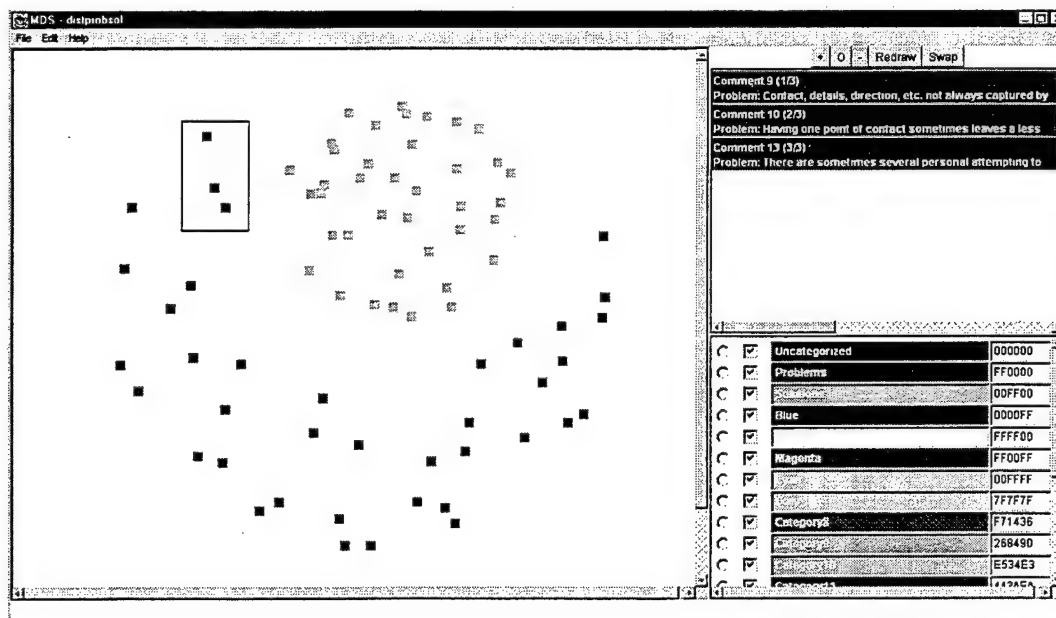 MDS - distprobsol
File Edit Help
+ 0 - Redraw Swap
Comment 9 (1/3)
Problem: Contact, details, direction, etc. not always captured by
Comment 10 (2/3)
Problem: Having one point of contact sometimes leaves a less
Comment 13 (3/3)
Problem: There are sometimes several personal attempting to
Uncategorized 000000
Problems FF0000
00FF00
Blue 0000FF
FFFF00
Magenta FF00FF
00FFFF
7F7F7F
Category8 F71436
268490
Category10 E534E3